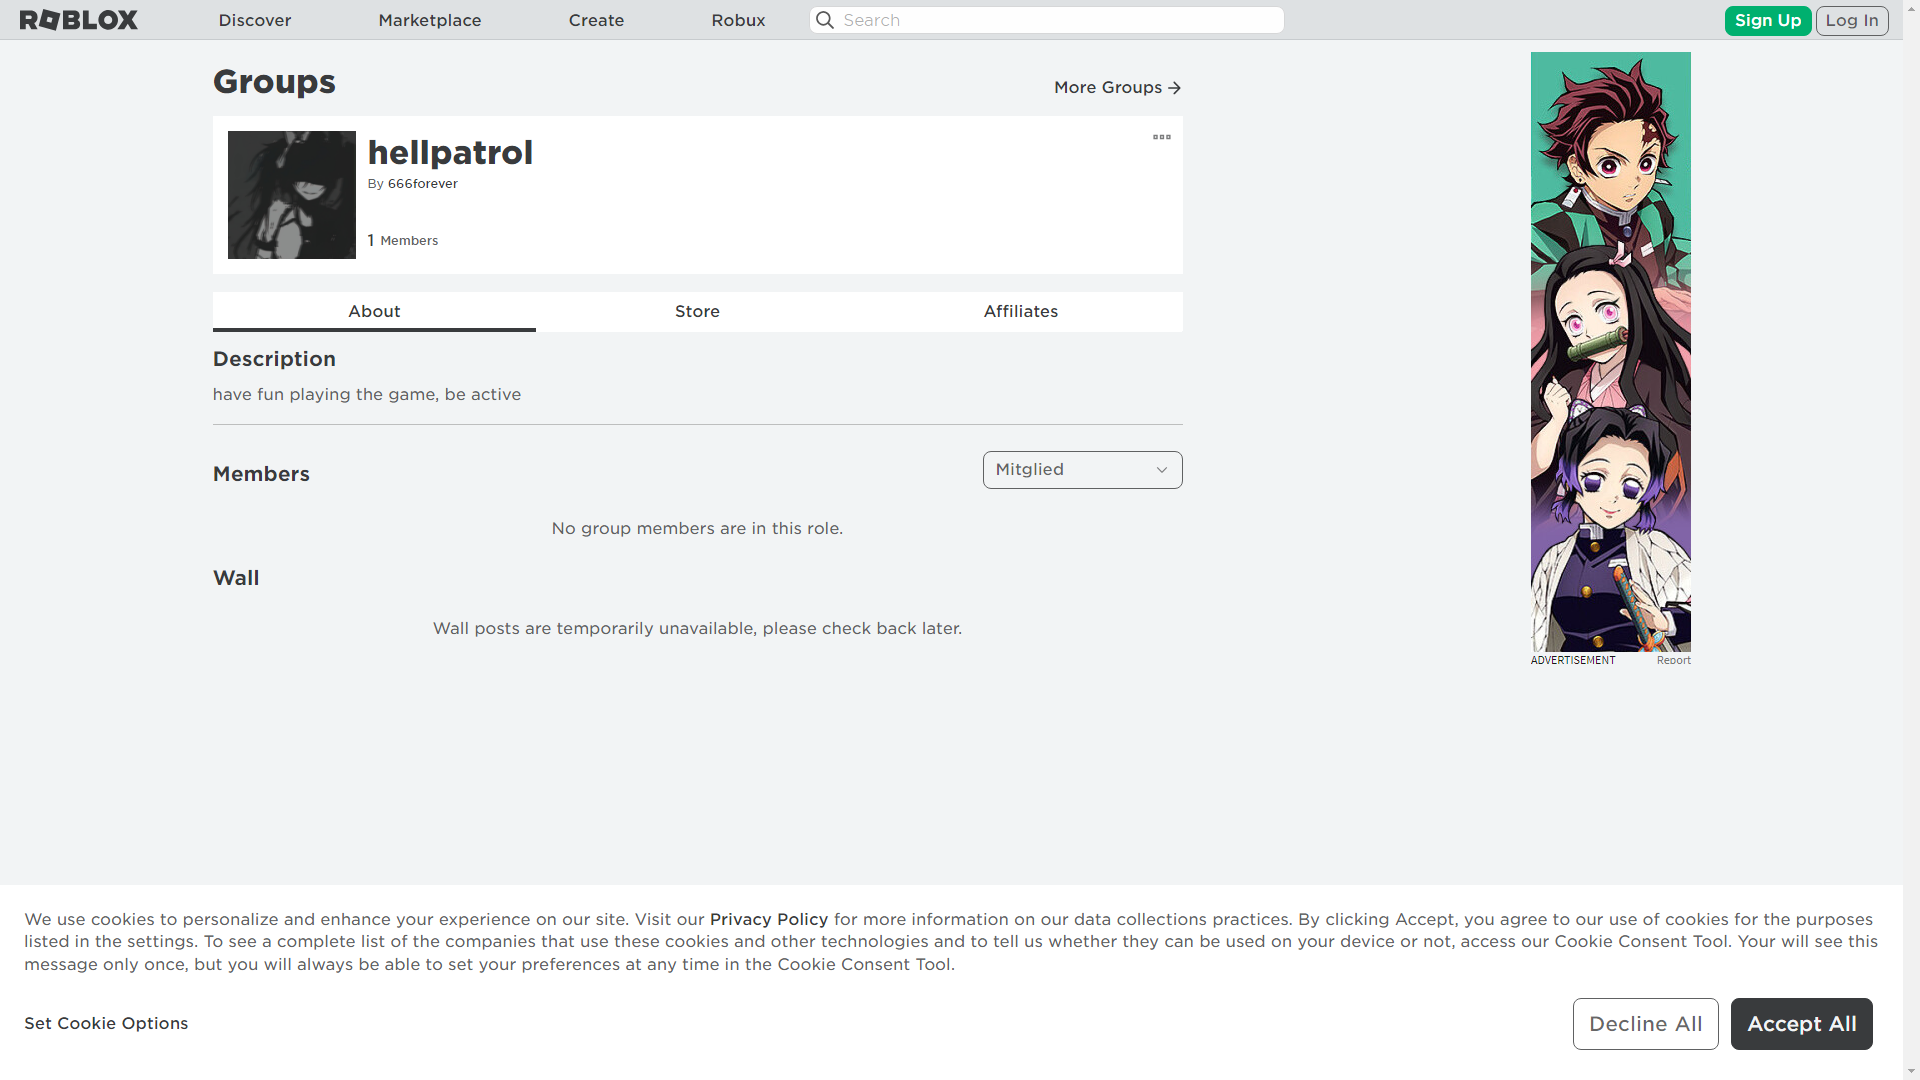 ROBLOX
Discover
Marketplace
Create
Robux
Search
Sign Up
Log In
Groups
More Groups
hellpatrol
By 666forever
1 Members
About
Store
Affiliates
Description
have fun playing the game, be active
Members
Mitglied
No group members are in this role.
Wall
Wall posts are temporarily unavailable, please check back later.
ADVERTISEMENT
Report
We use cookies to personalize and enhance your experience on our site. Visit our Privacy Policy for more information on our data collections practices. By clicking Accept, you agree to our use of cookies for the purposes
listed in the settings. To see a complete list of the companies that use these cookies and other technologies and to tell us whether they can be used on your device or not, access our Cookie Consent Tool. Your will see this
message only once, but you will always be able to set your preferences at any time in the Cookie Consent Tool.
Set Cookie Options
Decline All
Accept All